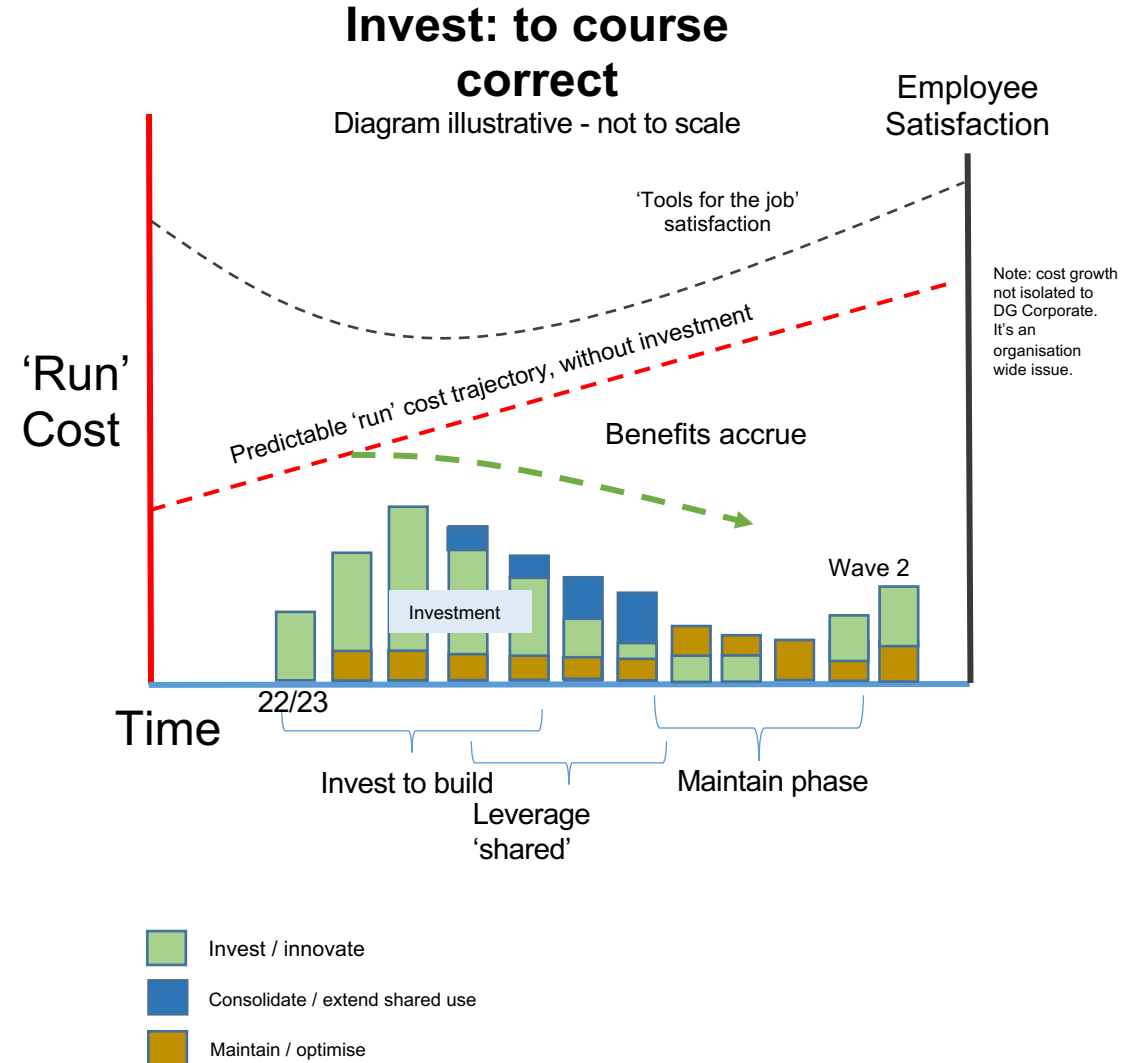 Invest: to course
correct
Diagram illustrative - not to scale
Employee
Satisfaction
‘Tools for the job’
satisfaction
Note: cost growth
not isolated to
DG Corporate.
It’s an
organisation
wide issue.
‘Run’
Cost
Predictable ‘run’ cost trajectory, without investment
Benefits accrue
Wave 2
Investment
22/23
Time
Invest to build
Leverage
‘shared’
Maintain phase
Invest / innovate
Consolidate / extend shared use
Maintain / optimise